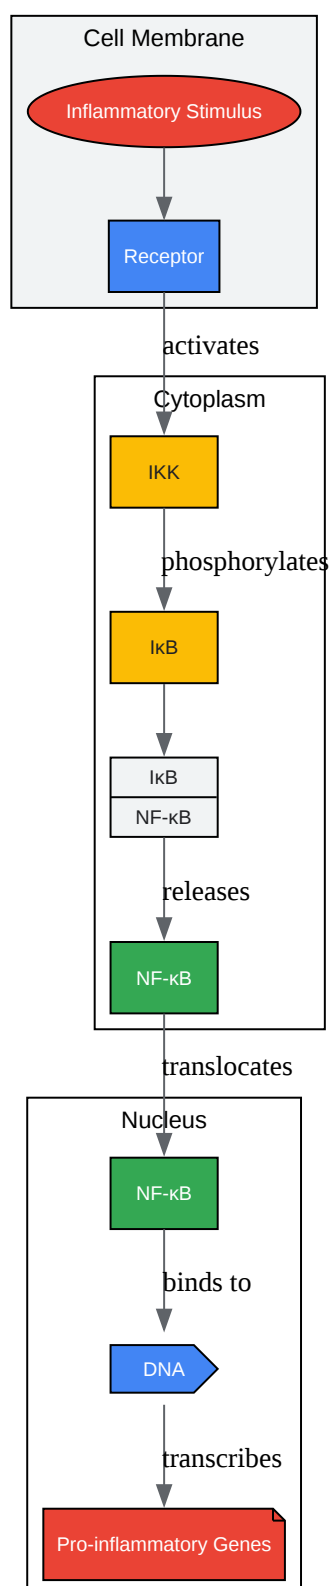 Cell Membrane
Inflammatory Stimulus
Receptor
activates
Cytoplasm
IKK
phosphorylates
IκB
IκB
NF-κB
releases
NF-κB
translocates
Nucleus
NF-κB
binds to
DNA
transcribes
Pro-inflammatory Genes